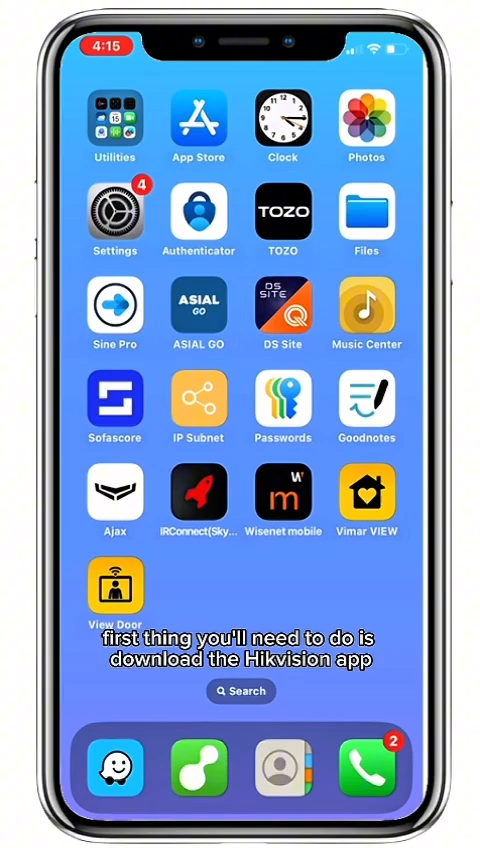 4:15
Utilities
App Store
Clock
Photos
4
Settings
Authenticator
TOZO
TOZO
Files
Sine Pro
ASIAL
GO
ASIAL GO
DS
SITE
DS Site
Music Center
Sofascore
IP Subnet
Passwords
Goodnotes
Ajax
IRConnect(Sky...
W
m
Wisenet mobile
Vimar VIEW
View Door
first thing you'll need to do is
download the Hikvision app
Search
2